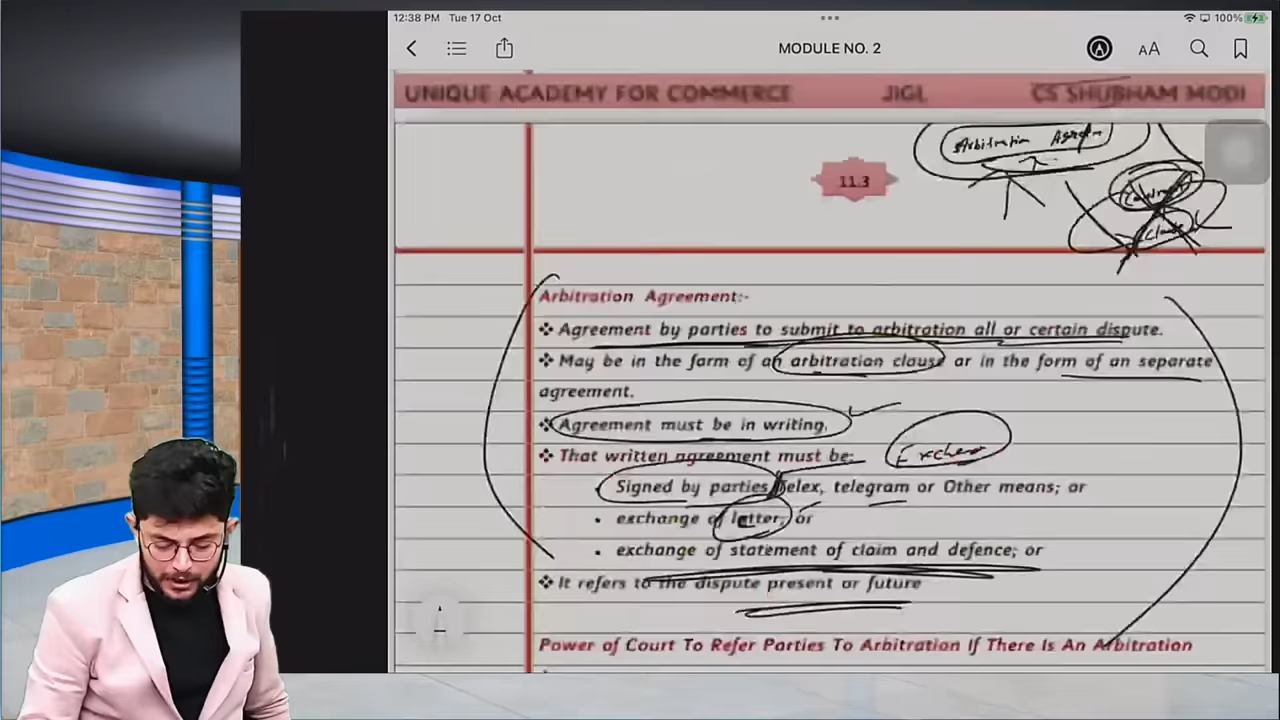 12:38 PM Tue 17 Oct
100%
MODULE NO. 2
AA
UNIQUE ACADEMY FOR COMMERCE JIGL CS SHUBHAM MODI
Arbitration Agreem
11.3
Clause
Arbitration Agreement:-
❖ Agreement by parties to submit to arbitration all or certain dispute.
❖ May be in the form of an arbitration clause or in the form of an separate
agreement.
❖ Agreement must be in writing.
❖ That written agreement must be:
Signed by parties telex, telegram or Other means; or
• exchange of letter; or
• exchange of statement of claim and defence; or
❖ It refers to the dispute present or future
Power of Court To Refer Parties To Arbitration If There Is An Arbitration